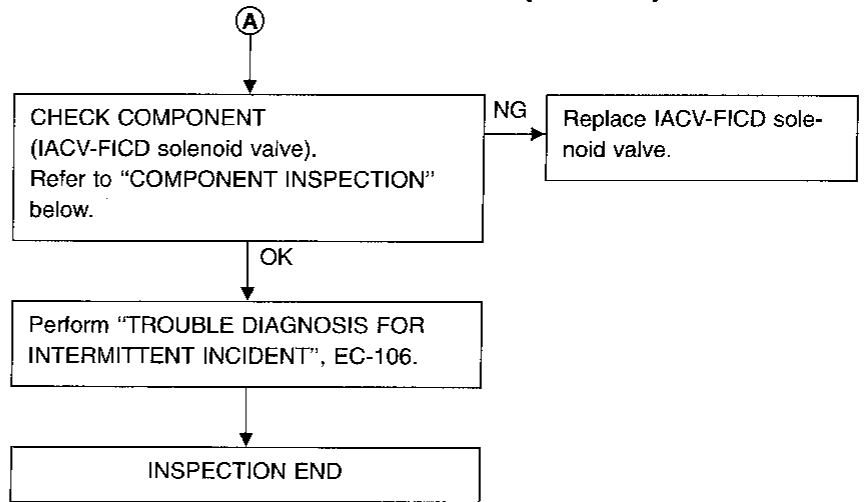 A
CHECK COMPONENT
(IACV-FICD solenoid valve).
Refer to “COMPONENT INSPECTION”
below.
NG
Replace IACV-FICD sole-
noid valve.
OK
Perform “TROUBLE DIAGNOSIS FOR
INTERMITTENT INCIDENT”, EC-106.
INSPECTION END